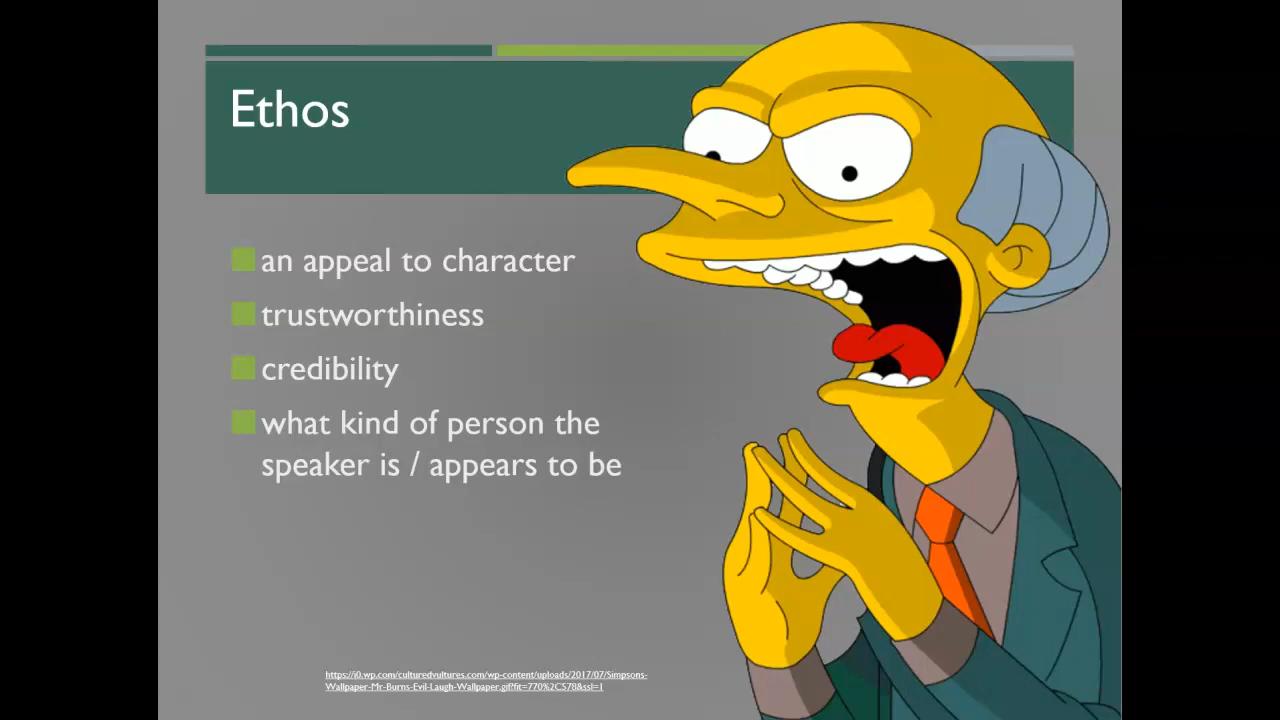 Ethos
an appeal to character
trustworthiness
credibility
what kind of person the
speaker is / appears to be
https://i0.wp.com/culturedvultures.com/wp-content/uploads/2017/07/Simpsons-
Wallpaper-Mr-Burns-Evil-Laugh-Wallpaper.gif?fit=770%2C578&ssl=1